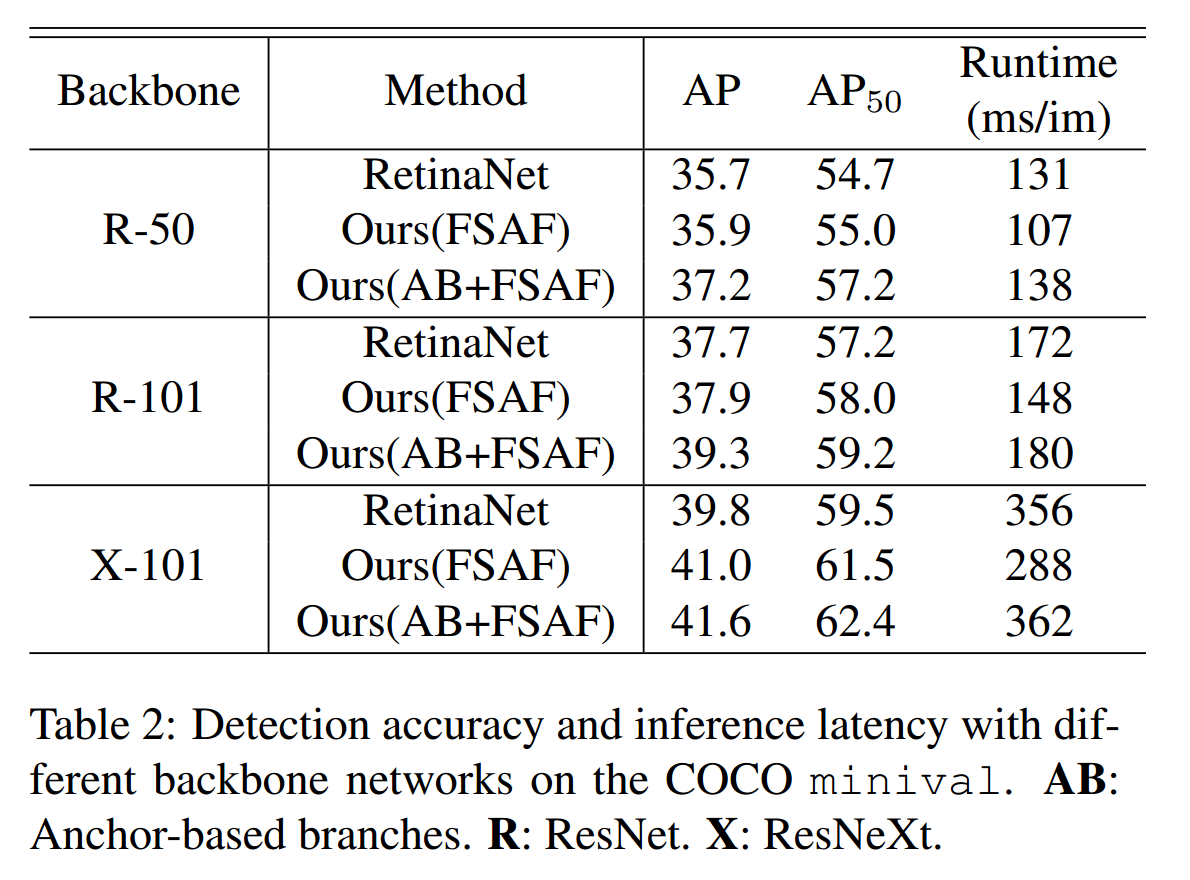 Backbone Method AP AP50 Runtime (ms/im)
RetinaNet 35.7 54.7 131
R-50 Ours(FSAF) 35.9 55.0 107
Ours(AB+FSAF) 37.2 57.2 138
RetinaNet 37.7 57.2 172
R-101 Ours(FSAF) 37.9 58.0 148
Ours(AB+FSAF) 39.3 59.2 180
RetinaNet 39.8 59.5 356
X-101 Ours(FSAF) 41.0 61.5 288
Ours(AB+FSAF) 41.6 62.4 362
Table 2: Detection accuracy and inference latency with dif-
ferent backbone networks on the COCO minival. AB:
Anchor-based branches. R: ResNet. X: ResNeXt.